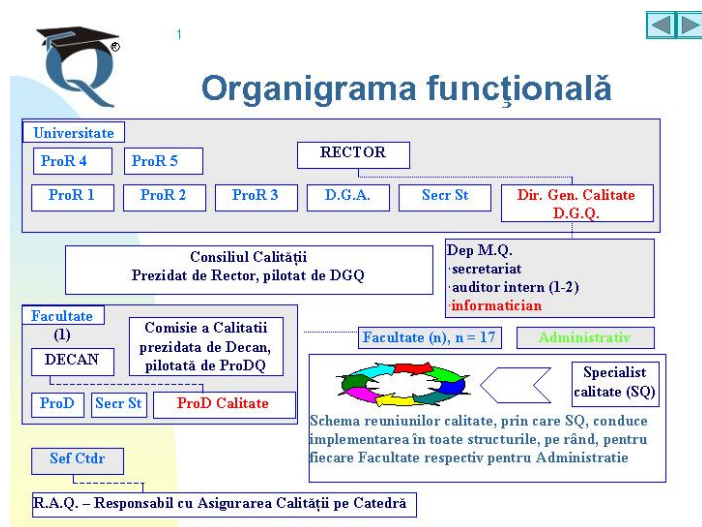 1
®
Organigrama funcţională
Universitate
ProR 4
ProR 5
RECTOR
ProR 1
ProR 2
ProR 3
D.G.A.
Secr St
Dir. Gen. Calitate
D.G.Q.
Consiliul Calității
Prezidat de Rector, pilotat de DGQ
Dep M.Q.
·secretariat
·auditor intern (1-2)
·informatician
Facultate
(1)
Comisie a Calitatii
prezidata de Decan,
pilotată de ProDQ
DECAN
ProD
Secr St
ProD Calitate
Facultate (n), n = 17
Administrativ
Specialist
calitate (SQ)
Schema reuniunilor calitate, prin care SQ, conduce
implementarea în toate structurile, pe rând, pentru
fiecare Facultate respectiv pentru Administratie
Sef Ctdr
R.A.Q. – Responsabil cu Asigurarea Calității pe Catedră